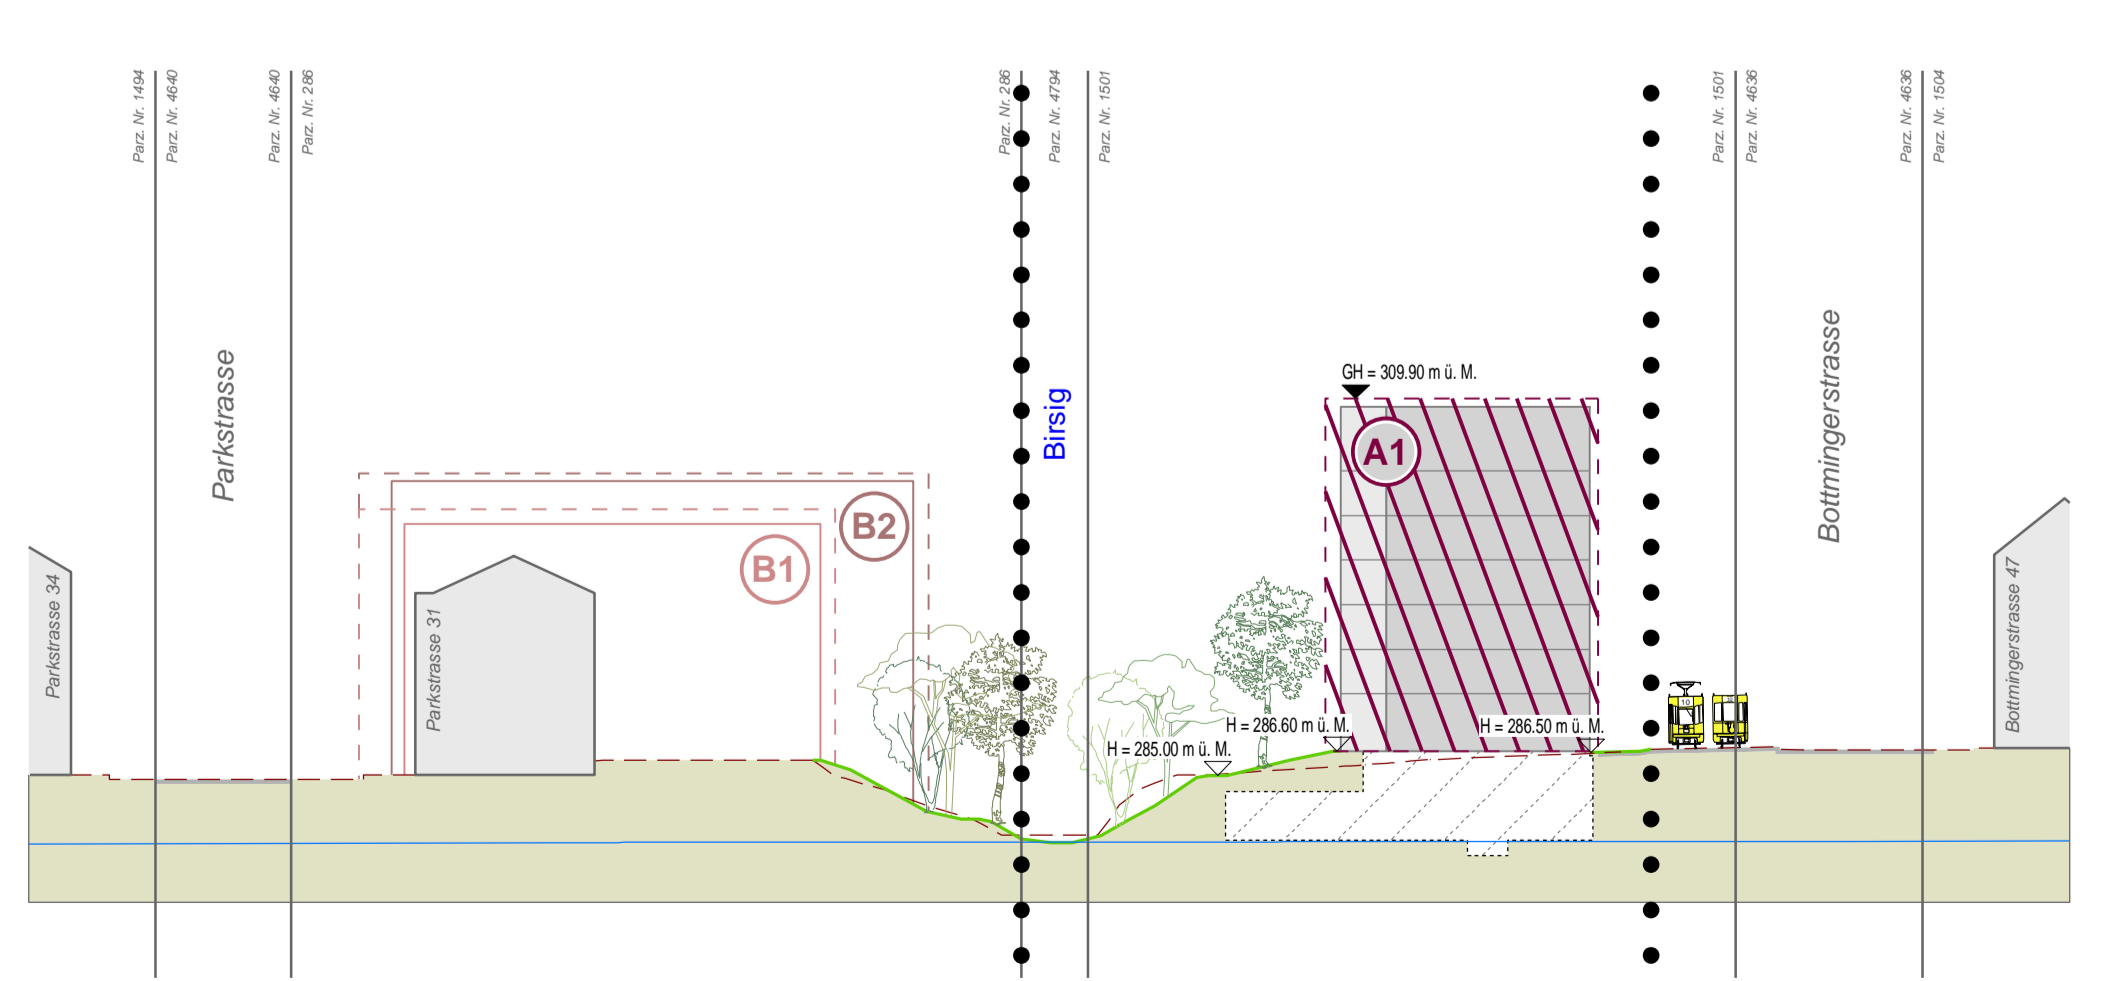 Parz. Nr. 1494
Parz. Nr. 4640
Parz. Nr. 4640
Parz. Nr. 286
Parz. Nr. 286
Parz. Nr. 4794
Parz. Nr. 1501
Parz. Nr. 1501
Parz. Nr. 4636
Parz. Nr. 4636
Parz. Nr. 1504
Parkstrasse
Birsig
Bottmingerstrasse
GH = 309.90 m ü. M.
A1
B2
B1
Parkstrasse 34
Parkstrasse 31
Bottmingerstrasse 47
H = 286.60 m ü. M.
H = 286.50 m ü. M.
H = 285.00 m ü. M.
10